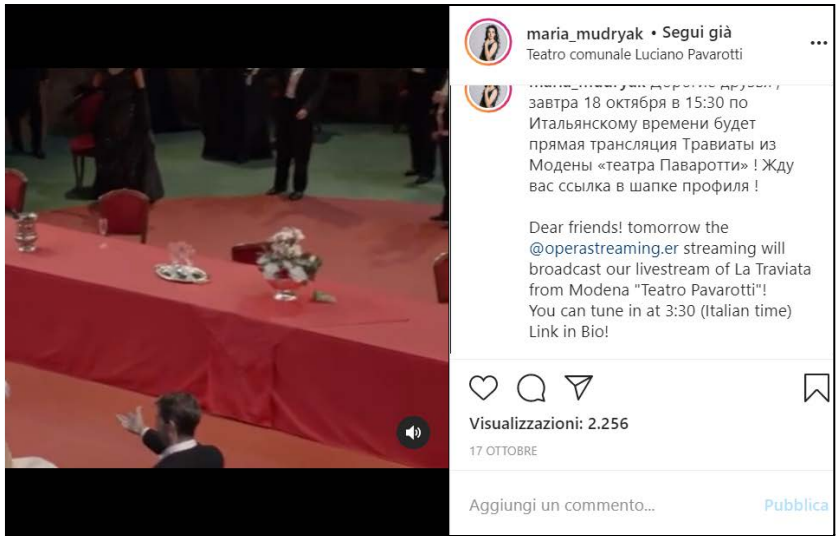 maria_mudryak • Segui già
Teatro comunale Luciano Pavarotti
maria_mudryak Дорогие друзья,
завтра 18 октября в 15:30 по
Итальянскому времени будет
прямая трансляция Травиаты из
Модены «театра Паваротти» ! Жду
вас ссылка в шапке профиля !
Dear friends! tomorrow the
@operastreaming.er streaming will
broadcast our livestream of La Traviata
from Modena "Teatro Pavarotti"!
You can tune in at 3:30 (Italian time)
Link in Bio!
Visualizzazioni: 2.256
17 OTTOBRE
Aggiungi un commento...
Pubblica